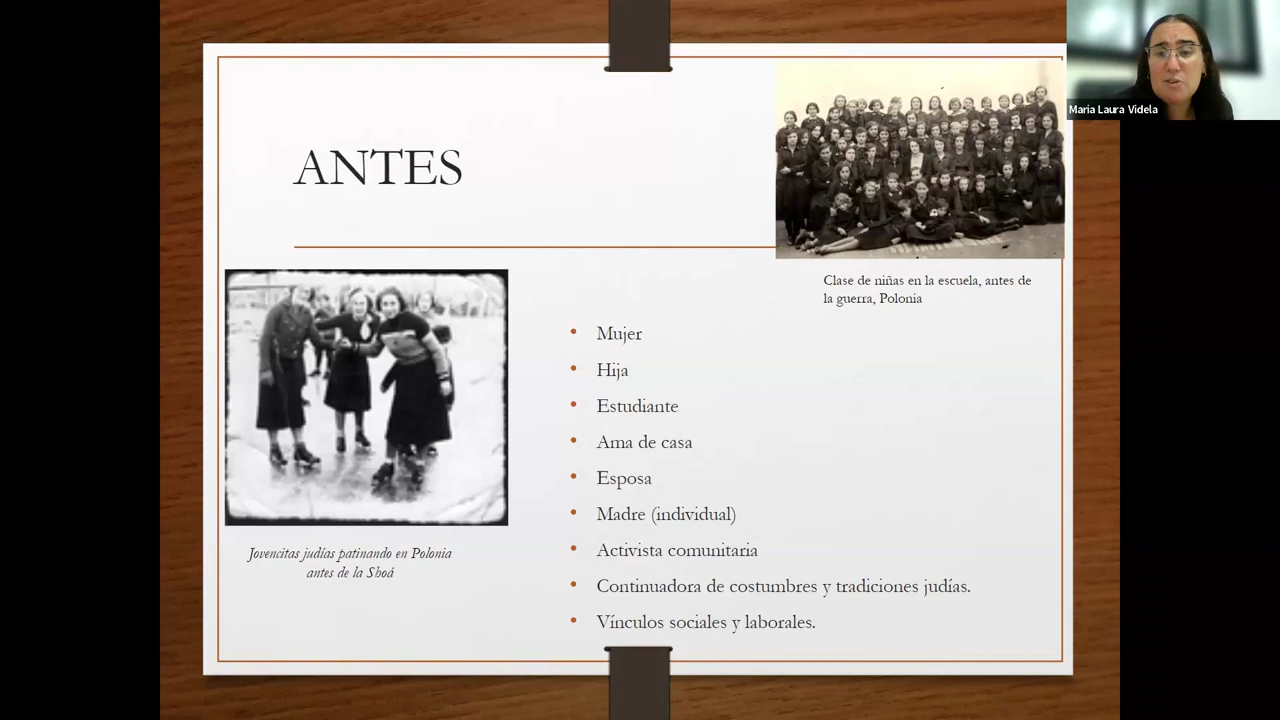 Maria Laura Videla
ANTES
Clase de niñas en la escuela, antes de
la guerra, Polonia
Mujer
Hija
Estudiante
Ama de casa
Esposa
Madre (individual)
Activista comunitaria
Continuadora de costumbres y tradiciones judías.
Vínculos sociales y laborales.
Jovencitas judías patinando en Polonia
antes de la Shoá